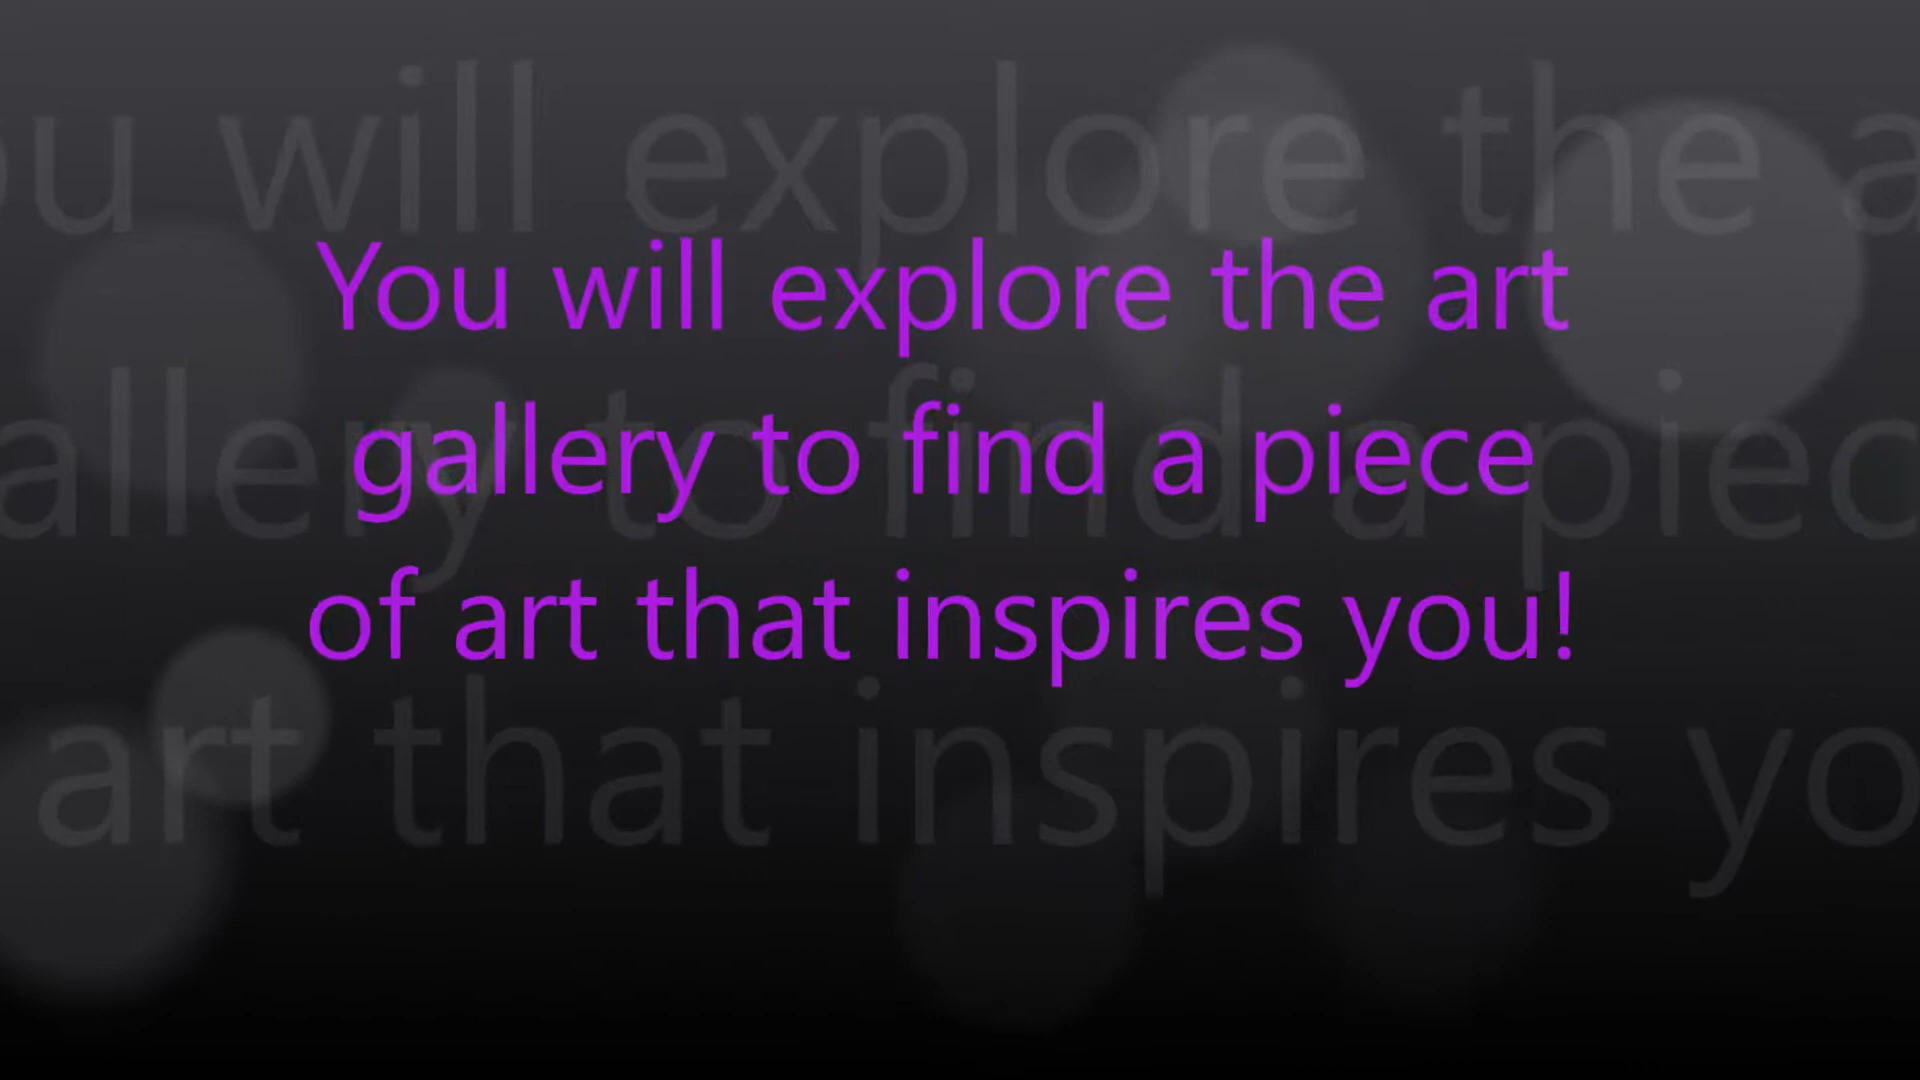 You will explore the art
gallery to find a piece
of art that inspires you!